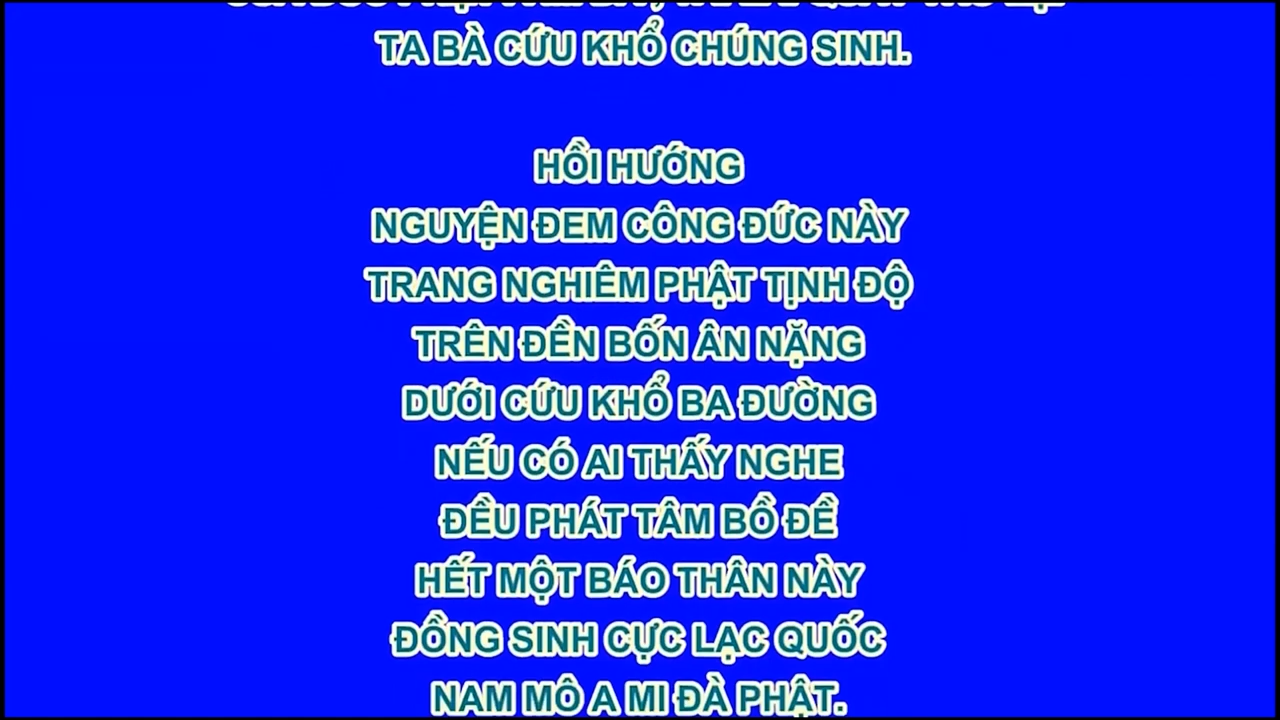 TA BÀ CỨU KHỔ CHÚNG SINH.
HỒI HƯỚNG
NGUYỆN ĐEM CÔNG ĐỨC NÀY
TRANG NGHIÊM PHẬT TỊNH ĐỘ
TRÊN ĐỀN BỐN ÂN NẶNG
DƯỚI CỨU KHỔ BA ĐƯỜNG
NẾU CÓ AI THẤY NGHE
ĐỀU PHÁT TÂM BỒ ĐỀ
HẾT MỘT BÁO THÂN NÀY
ĐỒNG SINH CỰC LẠC QUỐC
NAM MÔ A MI ĐÀ PHẬT.